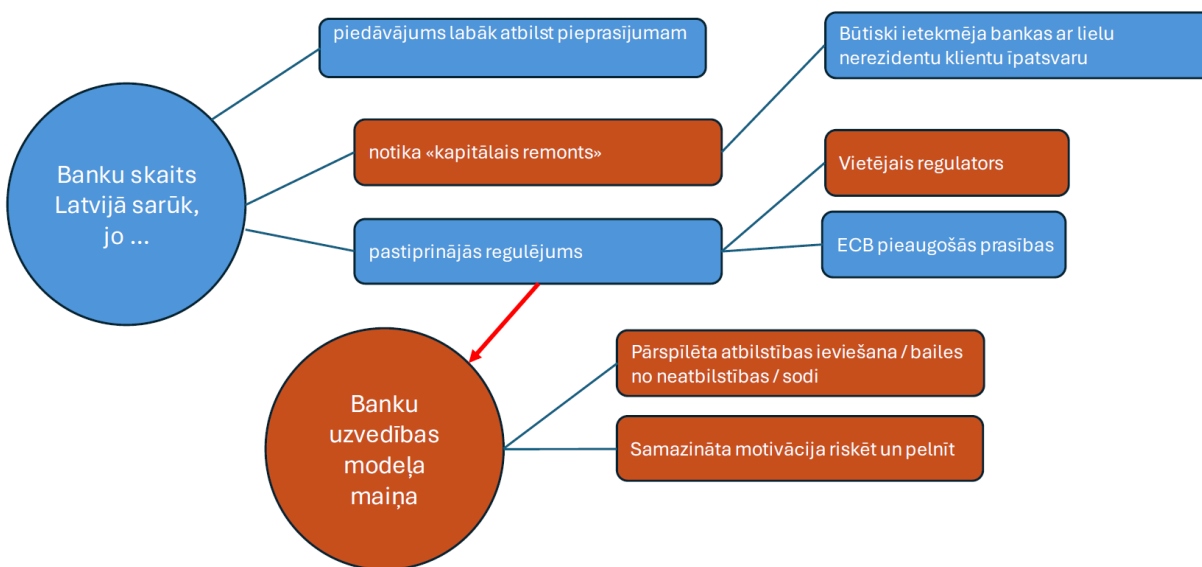 piedāvājums labāk atbilst pieprasījumam
Būtiski ietekmēja bankas ar lielu
nerezidentu klientu īpatsvaru
Banku skaits
Latvijā sarūk,
jo ...
notika «kapitālais remonts»
Vietējais regulators
pastiprinājās regulējums
ECB pieaugošās prasības
Banku
uzvedības
modeļa
maiņa
Pārspīlēta atbilstības ieviešana / bailes
no neatbilstības / sodi
Samazināta motivācija riskēt un pelnīt